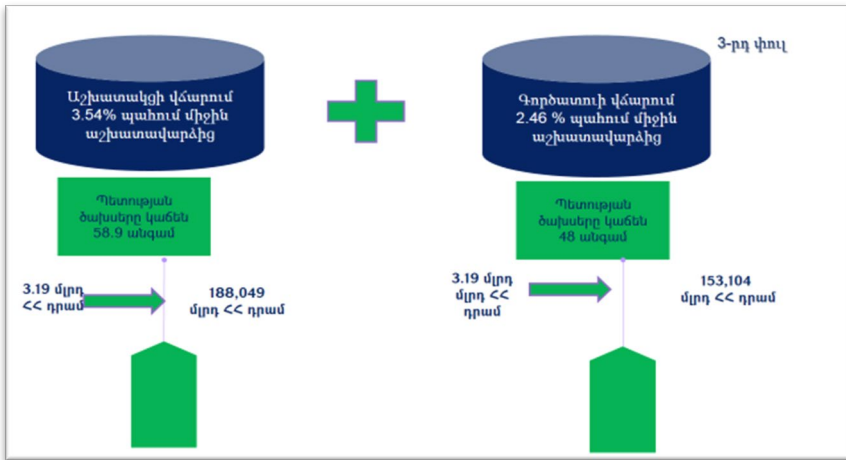 3-րդ փուլ
Աշխատակցի վճարում
3.54% պահում միջին
աշխատավարձից
Գործատուի վճարում
2.46 % պահում միջին
աշխատավարձից
Պետության
ծախսերը կաճեն
58.9 անգամ
Պետության
ծախսերը կաճեն
48 անգամ
3.19 մլրդ
ՀՀ դրամ
188,049
մլրդ ՀՀ դրամ
3.19 մլրդ
մլրդ ՀՀ
դրամ
153,104
մլրդ ՀՀ դրամ